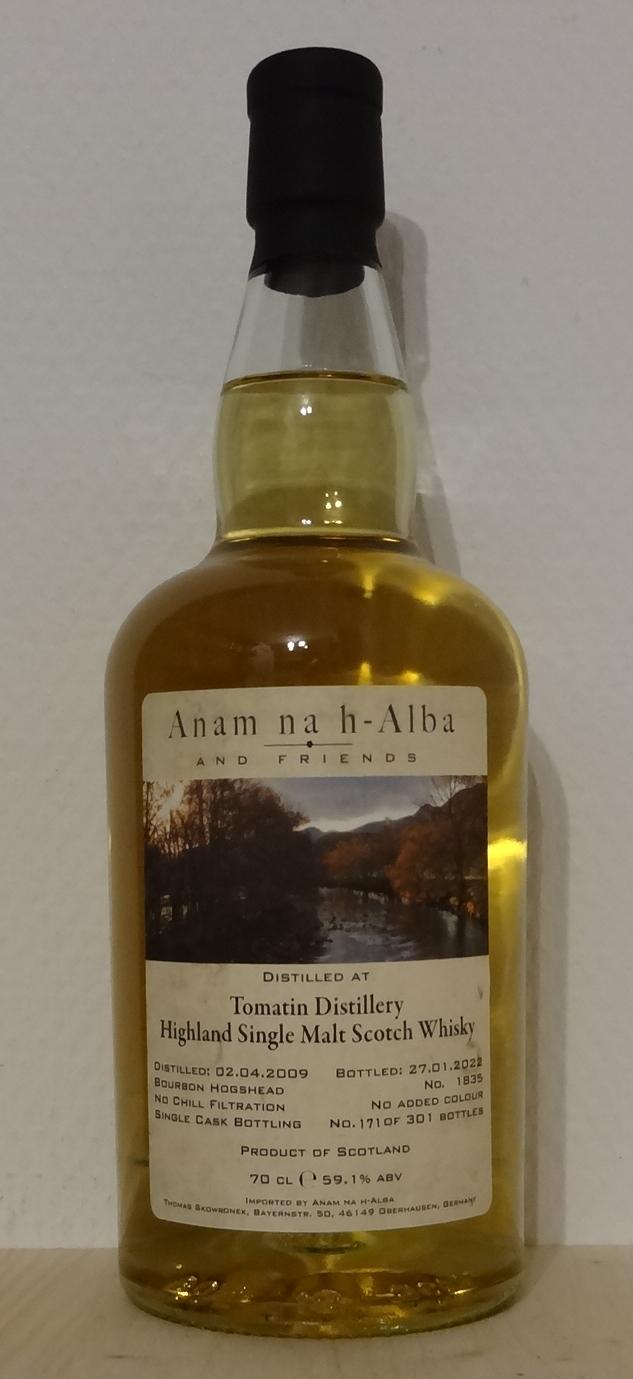 Anam na h-Alba
AND FRIENDS
DISTILLED AT
Tomatin Distillery
Highland Single Malt Scotch Whisky
DISTILLED: 02.04.2009 BOTTLED: 27.01.2022
BOURBON HOGSHEAD No. 1835
NO CHILL FILTRATION NO ADDED COLOUR
SINGLE CASK BOTTLING No. 171 OF 301 BOTTLES
PRODUCT OF SCOTLAND
70 CL ℮ 59.1% ABV
IMPORTED BY ANAM NA H-ALBA
THOMAS SKOWRONEK, BAYERNSTR. 50, 46149 OBERHAUSEN, GERMANY